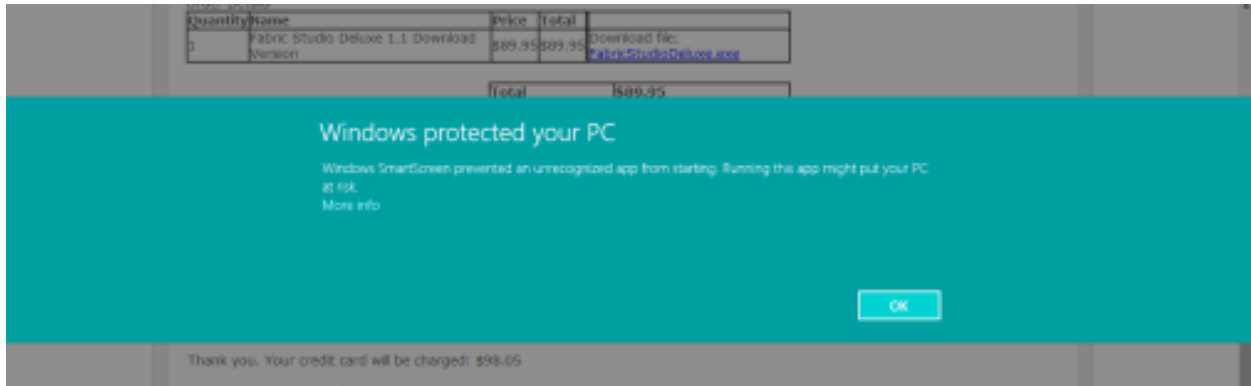 Order Details
Quantity Name Price Total
1 Fabric Studio Deluxe 1.1 Download Version $89.95 $89.95 Download file: FabricStudioDeluxe.exe
Total $89.95
Windows protected your PC
Windows SmartScreen prevented an unrecognized app from starting. Running this app might put your PC
at risk.
More info
OK
Thank you. Your credit card will be charged: $98.05